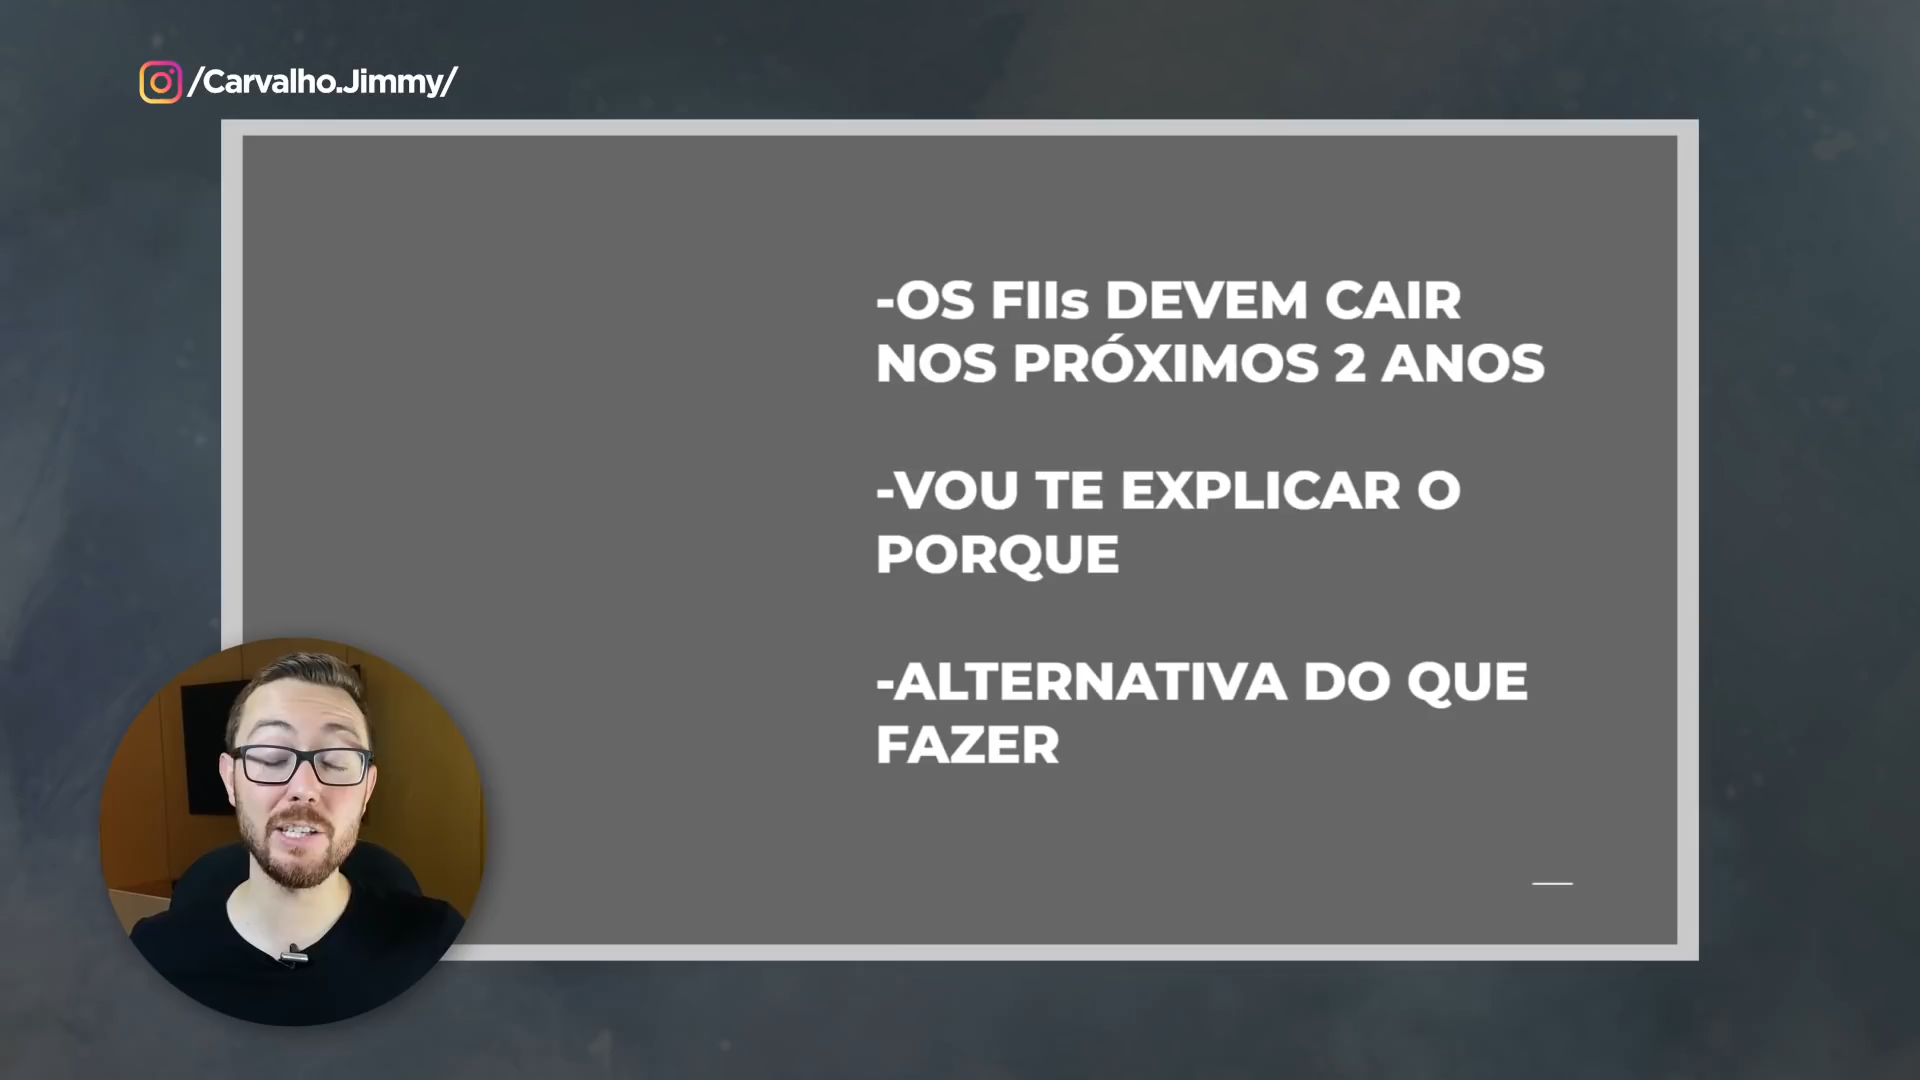 /Carvalho.Jimmy/
-OS FIIs DEVEM CAIR
NOS PRÓXIMOS 2 ANOS
-VOU TE EXPLICAR O
PORQUE
-ALTERNATIVA DO QUE
FAZER